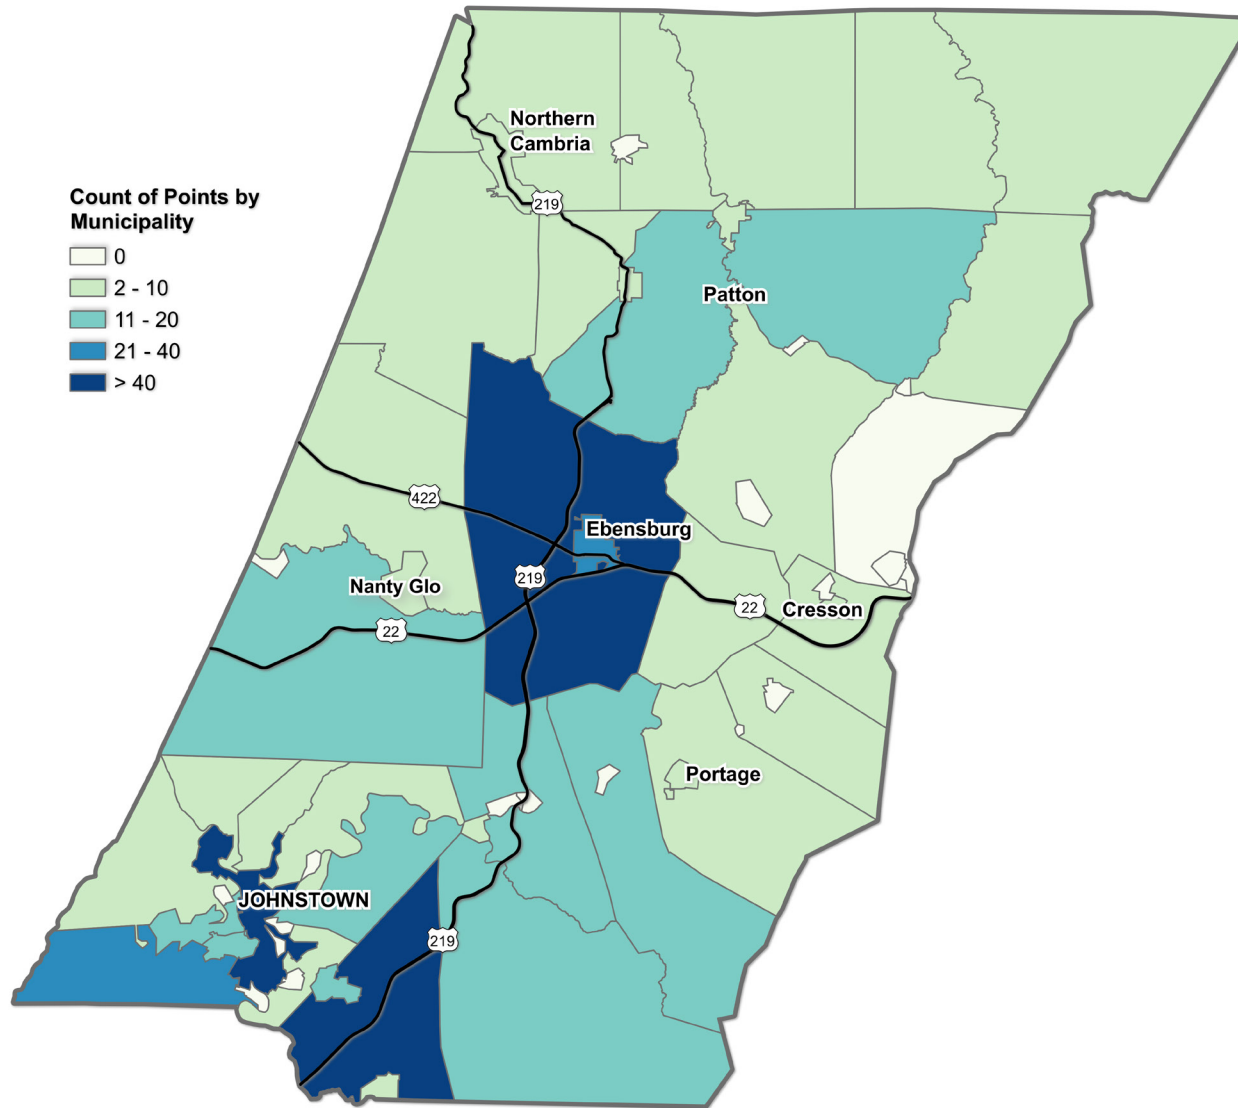 Northern
Cambria
Count of Points by
Municipality
0
2 - 10
11 - 20
21 - 40
> 40
219
Patton
422
Ebensburg
219
Nanty Glo
22
Cresson
22
Portage
JOHNSTOWN
219